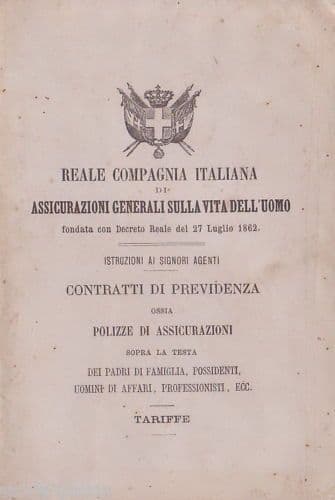 REALE COMPAGNIA ITALIANA
DI
ASSICURAZIONI GENERALI SULLA VITA DELL'UOMO
fondata con Decreto Reale del 27 Luglio 1862.
ISTRUZIONI AI SIGNORI AGENTI
CONTRATTI DI PREVIDENZA
OSSIA
POLIZZE DI ASSICURAZIONI
SOPRA LA TESTA
DEI PADRI DI FAMIGLIA, POSSIDENTI,
UOMINI DI AFFARI, PROFESSIONISTI, ECC.
TARIFFE